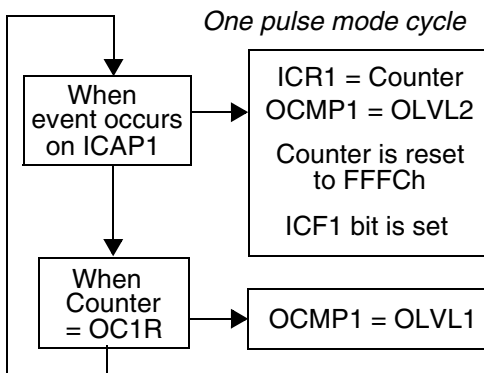 One pulse mode cycle
When
event occurs
on ICAP1
ICR1 = Counter
OCMP1 = OLVL2
Counter is reset
to FFFCh
ICF1 bit is set
When
Counter
= OC1R
OCMP1 = OLVL1